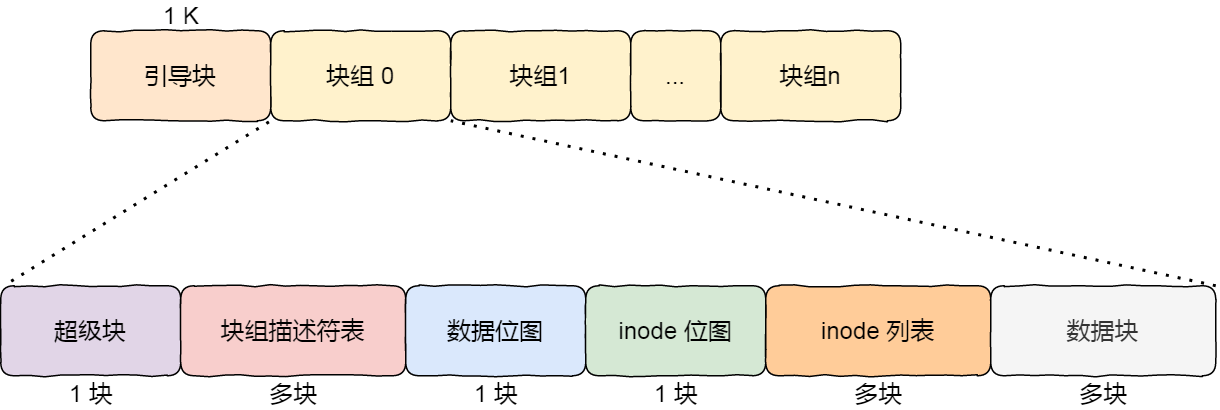 1 K
引导块
块组 0
块组1
...
块组n
超级块
块组描述符表
数据位图
inode 位图
inode 列表
数据块
1 块
多块
1 块
1 块
多块
多块